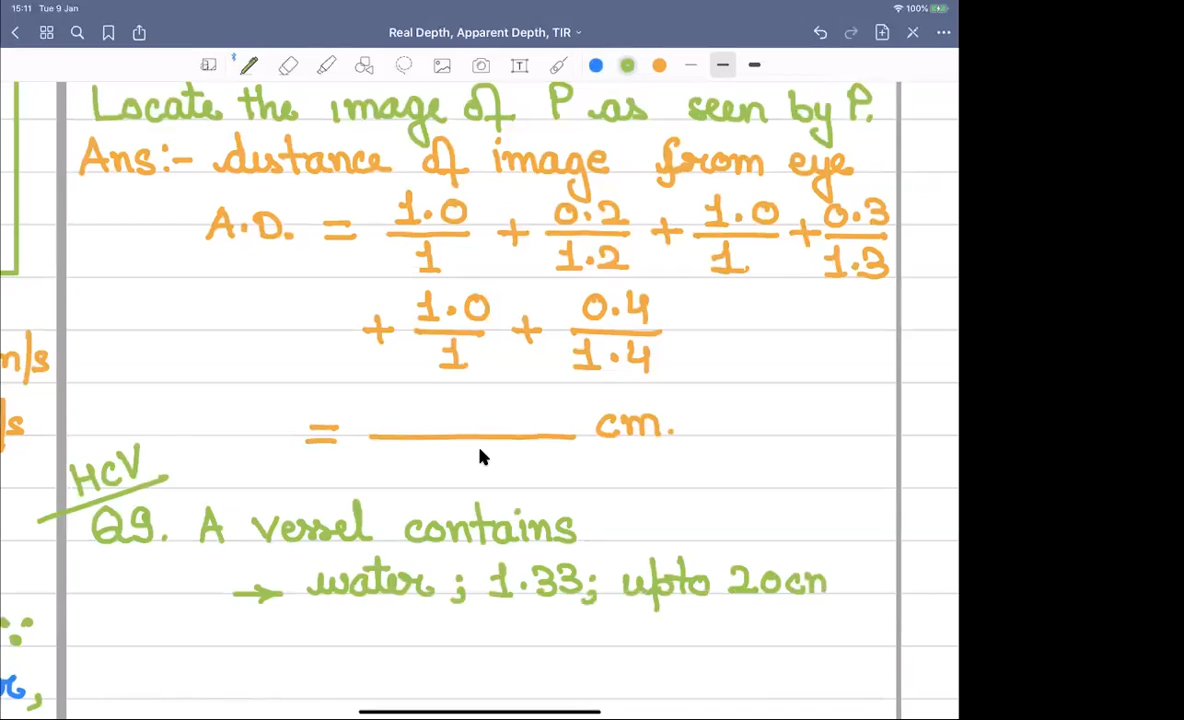 15:11 Tue 9 Jan
100%
Real Depth, Apparent Depth, TIR
Locate the image of P as seen by P.
Ans:- distance of image from eye
A.D. = 1.0/1 + 0.2/1.2 + 1.0/1 + 0.3/1.3
+ 1.0/1 + 0.4/1.4
= ________ cm.
n/s
s
HCV
Q9. A vessel contains
→ water ; 1.33; upto 20cm